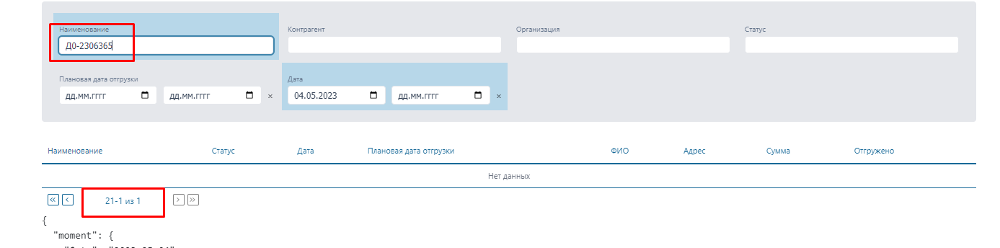 Наименование Контрагент Организация Статус
Д0-2306365
Плановая дата отгрузки Дата
дд.мм.гггг дд.мм.гггг × 04.05.2023 дд.мм.гггг ×
Наименование Статус Дата Плановая дата отгрузки ФИО Адрес Сумма Отгружено
Нет данных
« < 21-1 из 1 > »
{
"moment": {